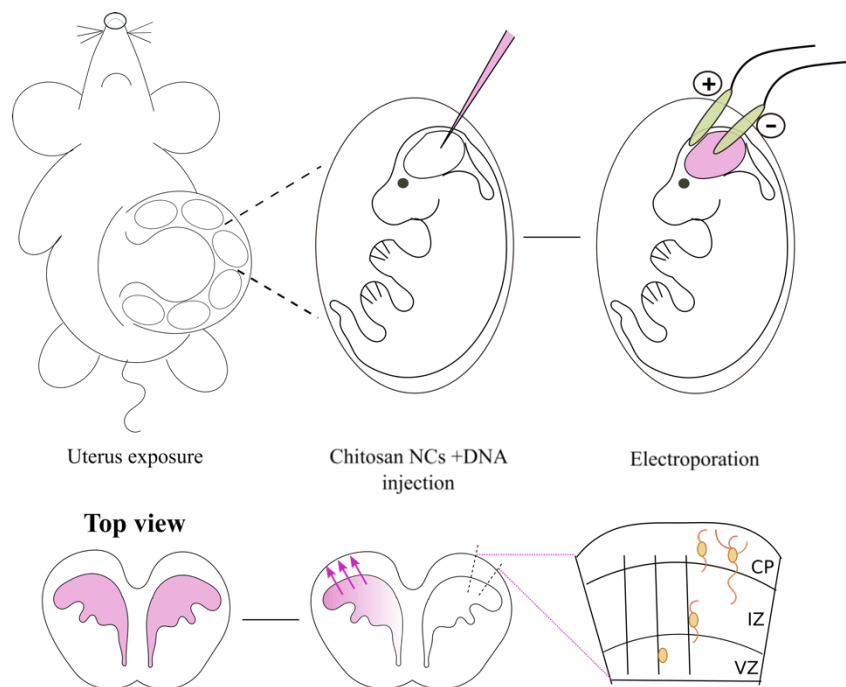 +
-
Uterus exposure
Chitosan NCs +DNA
injection
Electroporation
Top view
CP
IZ
VZ